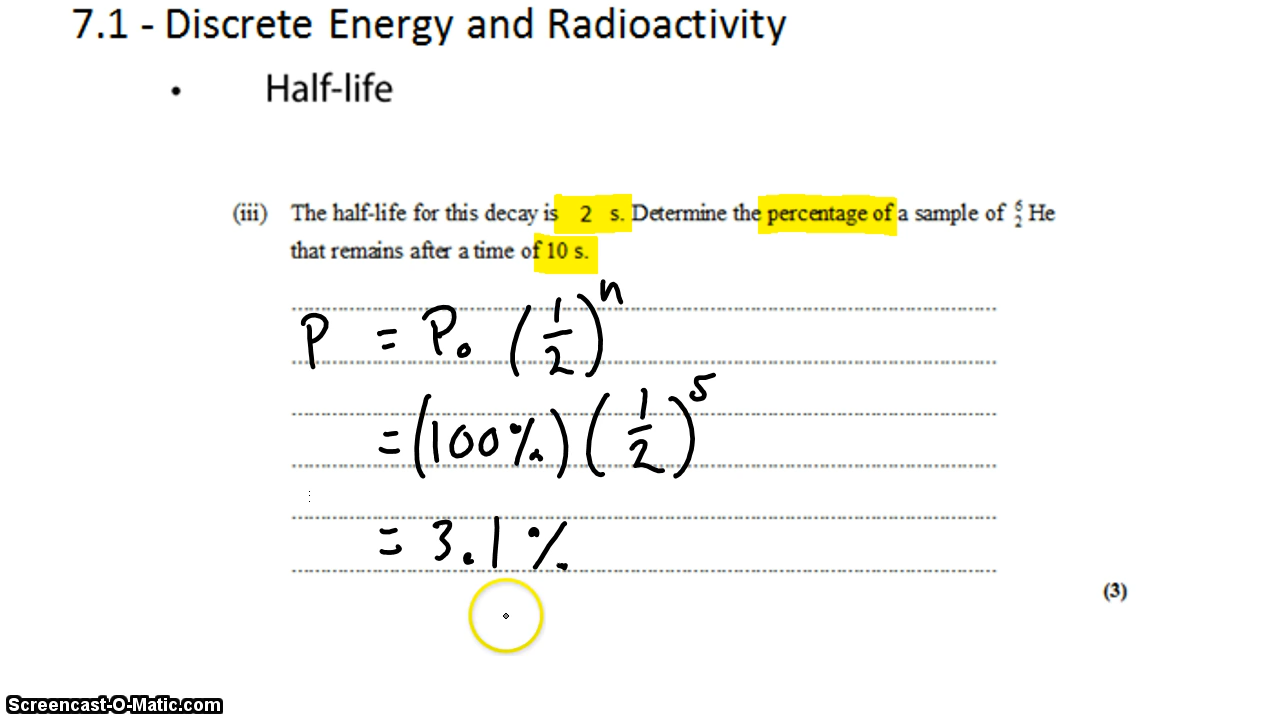 7.1 - Discrete Energy and Radioactivity
• Half-life
(iii) The half-life for this decay is 2 s. Determine the percentage of a sample of ⁶₂ He
that remains after a time of 10 s.
P = P₀ (1/2)ⁿ
= (100%) (1/2)⁵
= 3.1%
(3)
Screencast-O-Matic.com